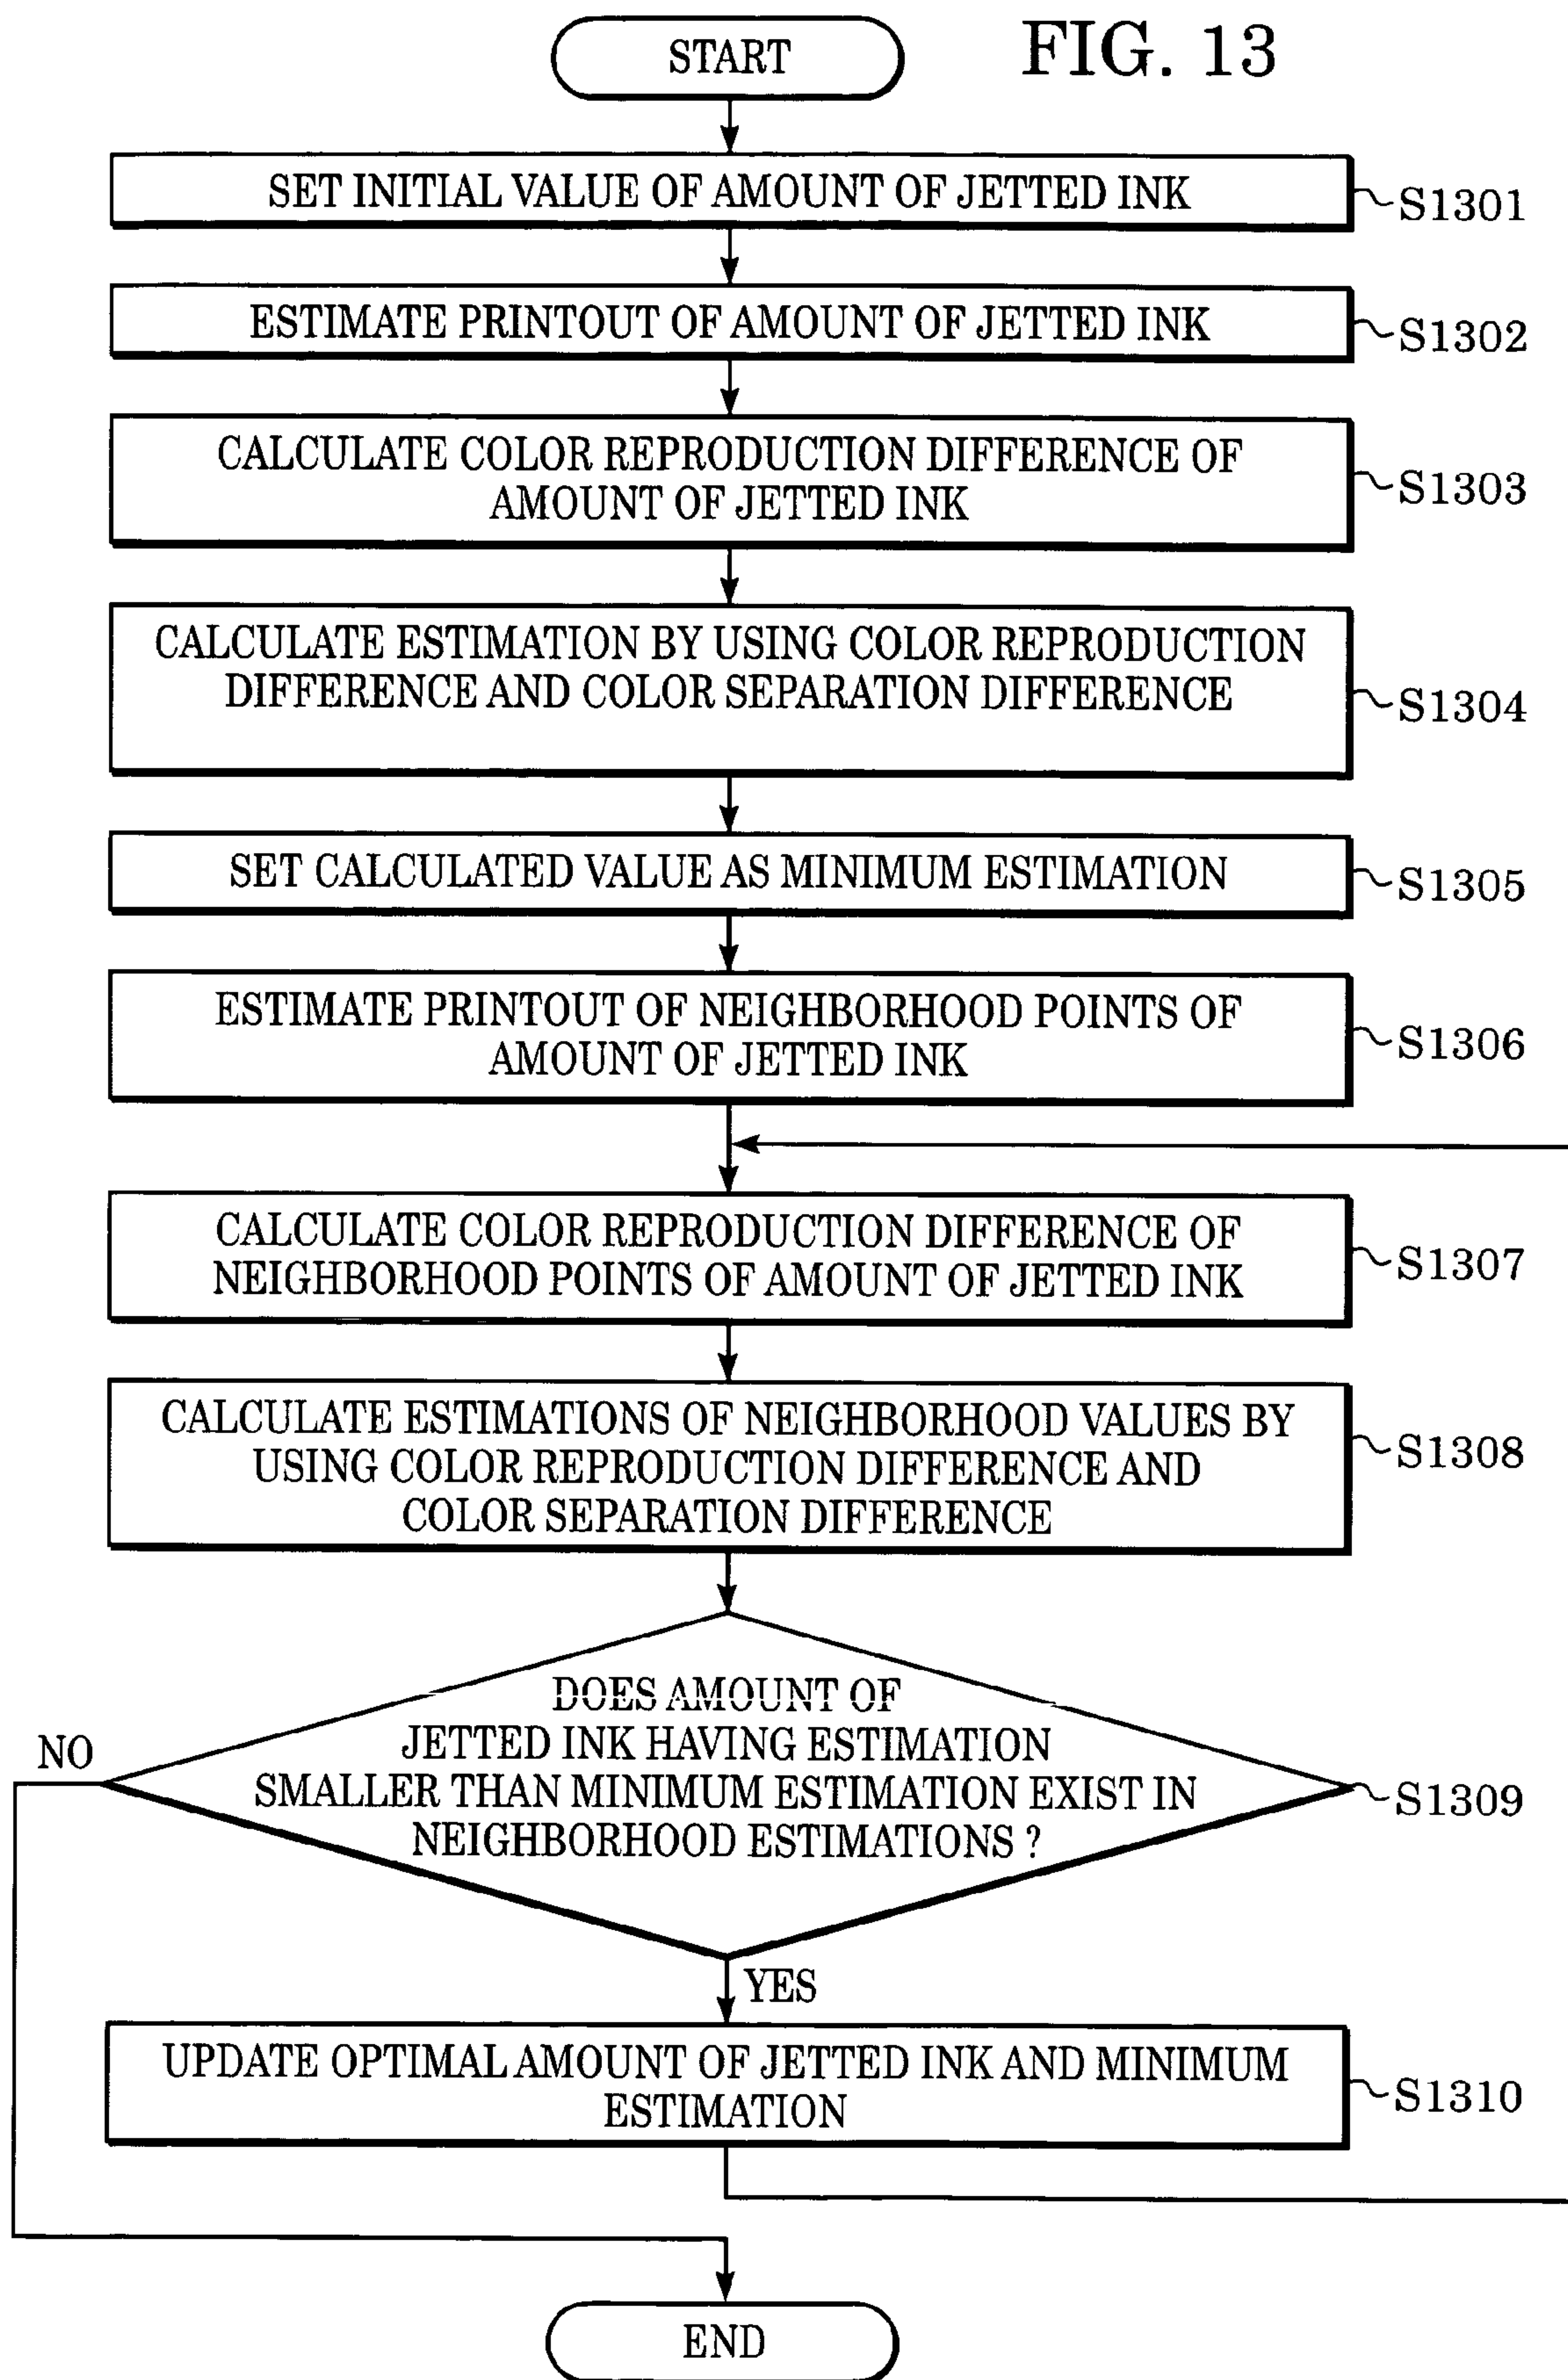 FIG. 13
START
SET INITIAL VALUE OF AMOUNT OF JETTED INK
S1301
ESTIMATE PRINTOUT OF AMOUNT OF JETTED INK
S1302
CALCULATE COLOR REPRODUCTION DIFFERENCE OF
AMOUNT OF JETTED INK
S1303
CALCULATE ESTIMATION BY USING COLOR REPRODUCTION
DIFFERENCE AND COLOR SEPARATION DIFFERENCE
S1304
SET CALCULATED VALUE AS MINIMUM ESTIMATION
S1305
ESTIMATE PRINTOUT OF NEIGHBORHOOD POINTS OF
AMOUNT OF JETTED INK
S1306
CALCULATE COLOR REPRODUCTION DIFFERENCE OF
NEIGHBORHOOD POINTS OF AMOUNT OF JETTED INK
S1307
CALCULATE ESTIMATIONS OF NEIGHBORHOOD VALUES BY
USING COLOR REPRODUCTION DIFFERENCE AND
COLOR SEPARATION DIFFERENCE
S1308
DOES AMOUNT OF
JETTED INK HAVING ESTIMATION
SMALLER THAN MINIMUM ESTIMATION EXIST IN
NEIGHBORHOOD ESTIMATIONS ?
S1309
NO
YES
UPDATE OPTIMAL AMOUNT OF JETTED INK AND MINIMUM
ESTIMATION
S1310
END